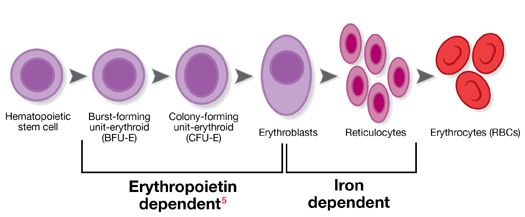 Hematopoietic
stem cell
Burst-forming
unit-erythroid
(BFU-E)
Colony-forming
unit-erythroid
(CFU-E)
Erythroblasts
Reticulocytes
Erythrocytes (RBCs)
Erythropoietin
dependent5
Iron
dependent